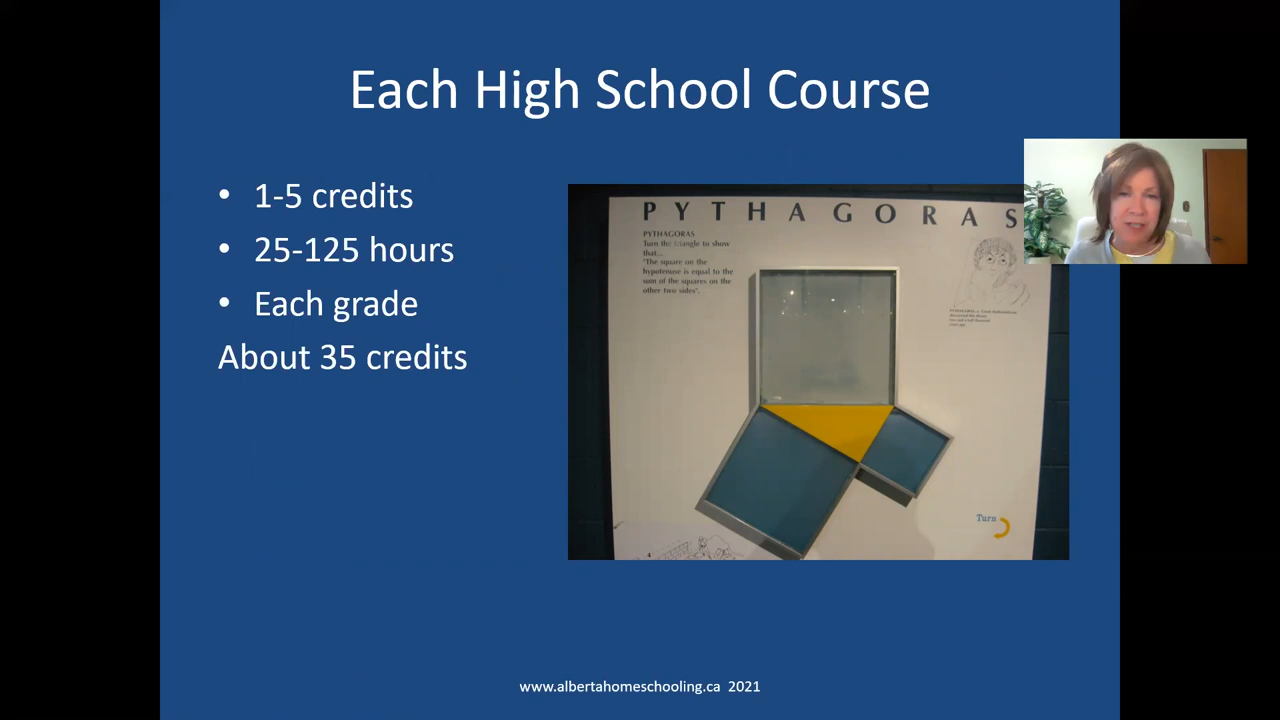 Each High School Course
• 1-5 credits
• 25-125 hours
• Each grade
About 35 credits
PYTHAGORAS
PYTHAGORAS
Turn the triangle to show
that...
"The square on the
hypotenuse is equal to the
sum of the squares on the
other two sides".
Turn
www.albertahomeschooling.ca 2021